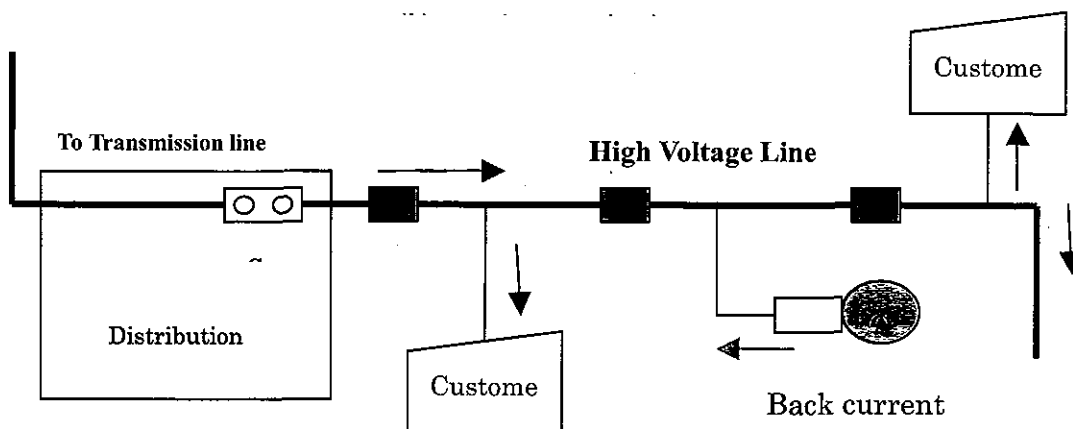 Custome
To Transmission line
High Voltage Line
Distribution
Custome
Back current